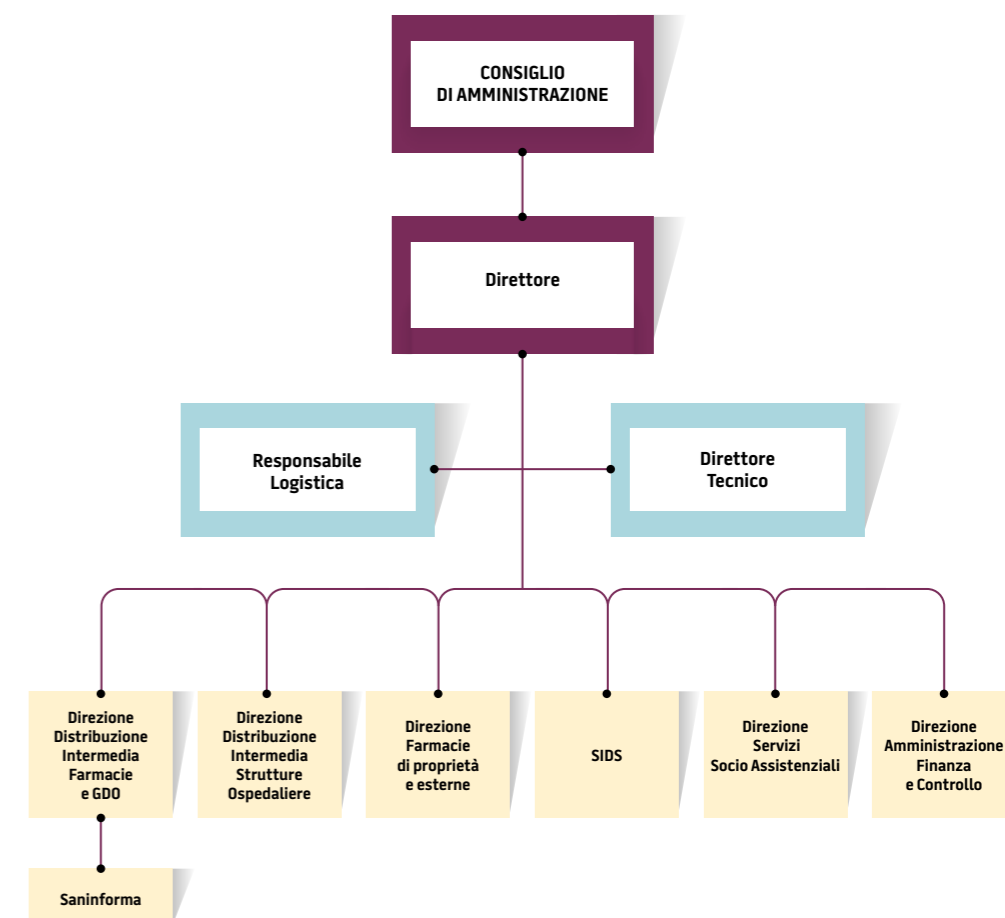 CONSIGLIO
DI AMMINISTRAZIONE
Direttore
Responsabile
Logistica
Direttore
Tecnico
Direzione
Distribuzione
Intermedia
Farmacie
e GDO
Direzione
Distribuzione
Intermedia
Strutture
Ospedaliere
Direzione
Farmacie
di proprietà
e esterne
SIDS
Direzione
Servizi
Socio Assistenziali
Direzione
Amministrazione
Finanza
e Controllo
Saninforma